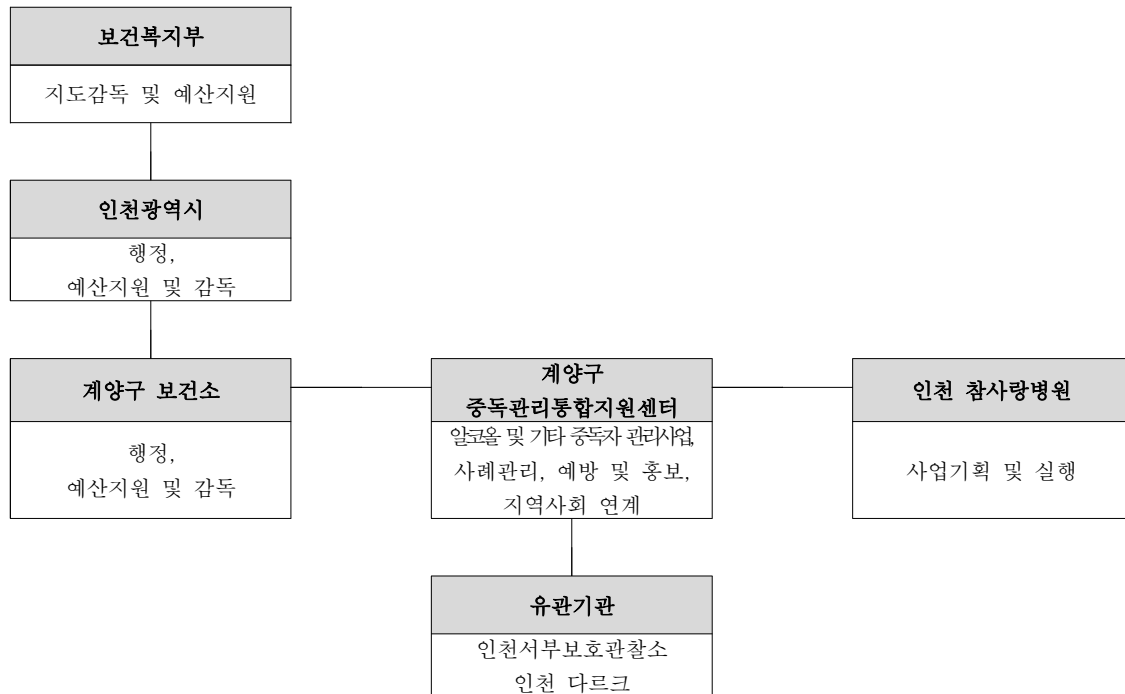 보건복지부
지도감독 및 예산지원
인천광역시
행정,
예산지원 및 감독
계양구 보건소
행정,
예산지원 및 감독
계양구
중독관리통합지원센터
알코올 및 기타 중독자 관리사업,
사례관리, 예방 및 홍보,
지역사회 연계
인천 참사랑병원
사업기획 및 실행
유관기관
인천서부보호관찰소
인천 다르크